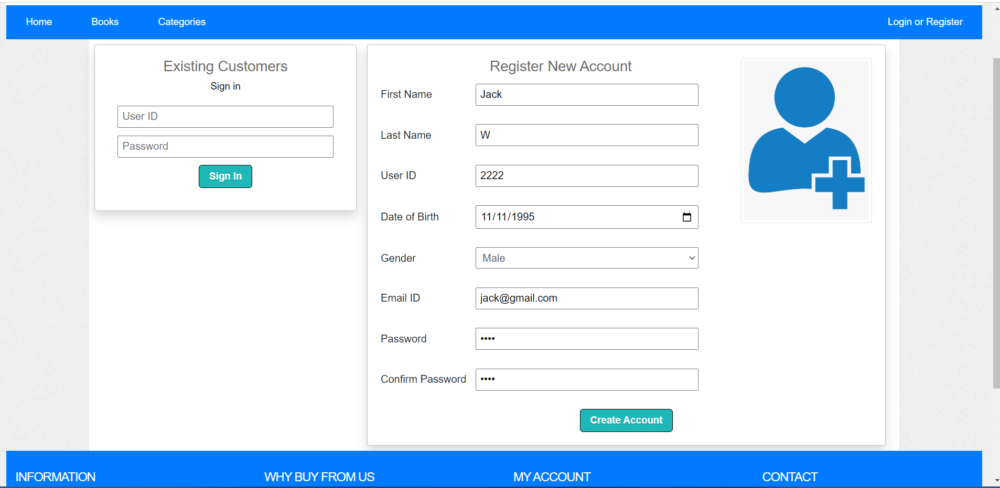 Home Books Categories Login or Register
Existing Customers
Sign in
User ID
Password
Sign In
Register New Account
First Name Jack
Last Name W
User ID 2222
Date of Birth 11/11/1995
Gender Male
Email ID jack@gmail.com
Password ••••
Confirm Password ••••
Create Account
INFORMATION WHY BUY FROM US MY ACCOUNT CONTACT